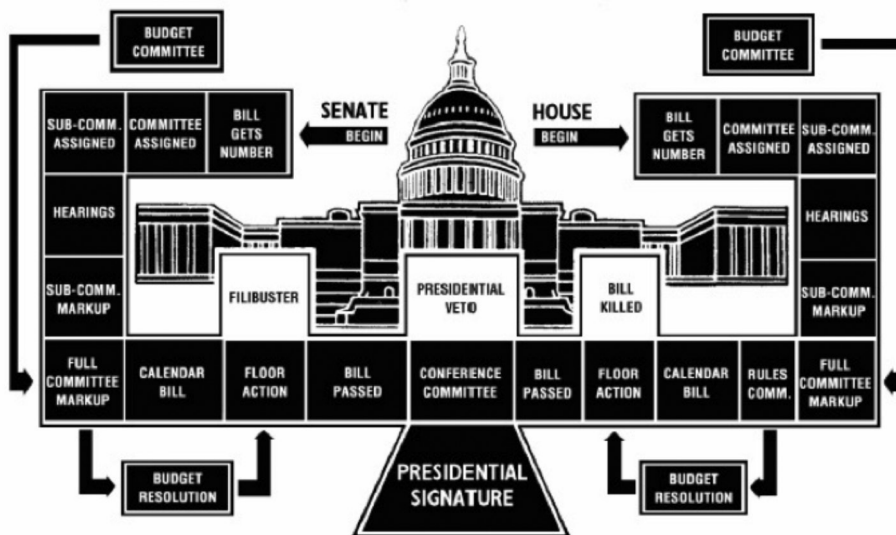 BUDGET
COMMITTEE
BUDGET
COMMITTEE
SUB-COMM.
ASSIGNED
COMMITTEE
ASSIGNED
BILL
GETS
NUMBER
SENATE
BEGIN
HOUSE
BEGIN
BILL
GETS
NUMBER
COMMITTEE
ASSIGNED
SUB-COMM.
ASSIGNED
HEARINGS
HEARINGS
SUB-COMM.
MARKUP
FILIBUSTER
PRESIDENTIAL
VETO
BILL
KILLED
SUB-COMM.
MARKUP
FULL
COMMITTEE
MARKUP
CALENDAR
BILL
FLOOR
ACTION
BILL
PASSED
CONFERENCE
COMMITTEE
BILL
PASSED
FLOOR
ACTION
CALENDAR
BILL
RULES
COMM.
FULL
COMMITTEE
MARKUP
BUDGET
RESOLUTION
PRESIDENTIAL
SIGNATURE
BUDGET
RESOLUTION